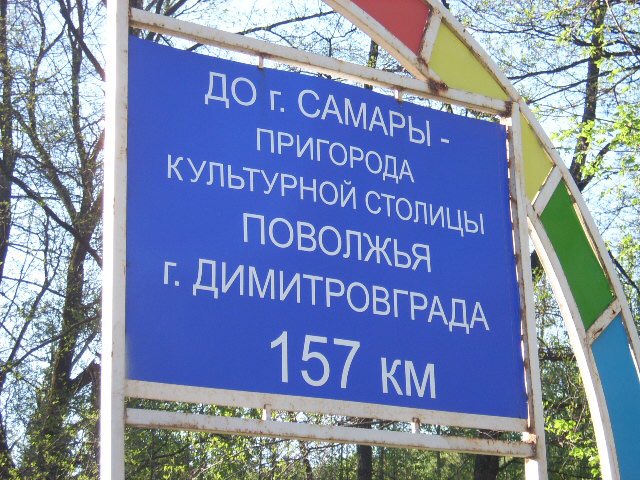 ДО г. САМАРЫ -
ПРИГОРОДА
КУЛЬТУРНОЙ СТОЛИЦЫ
ПОВОЛЖЬЯ
г. ДИМИТРОВГРАДА
157 км